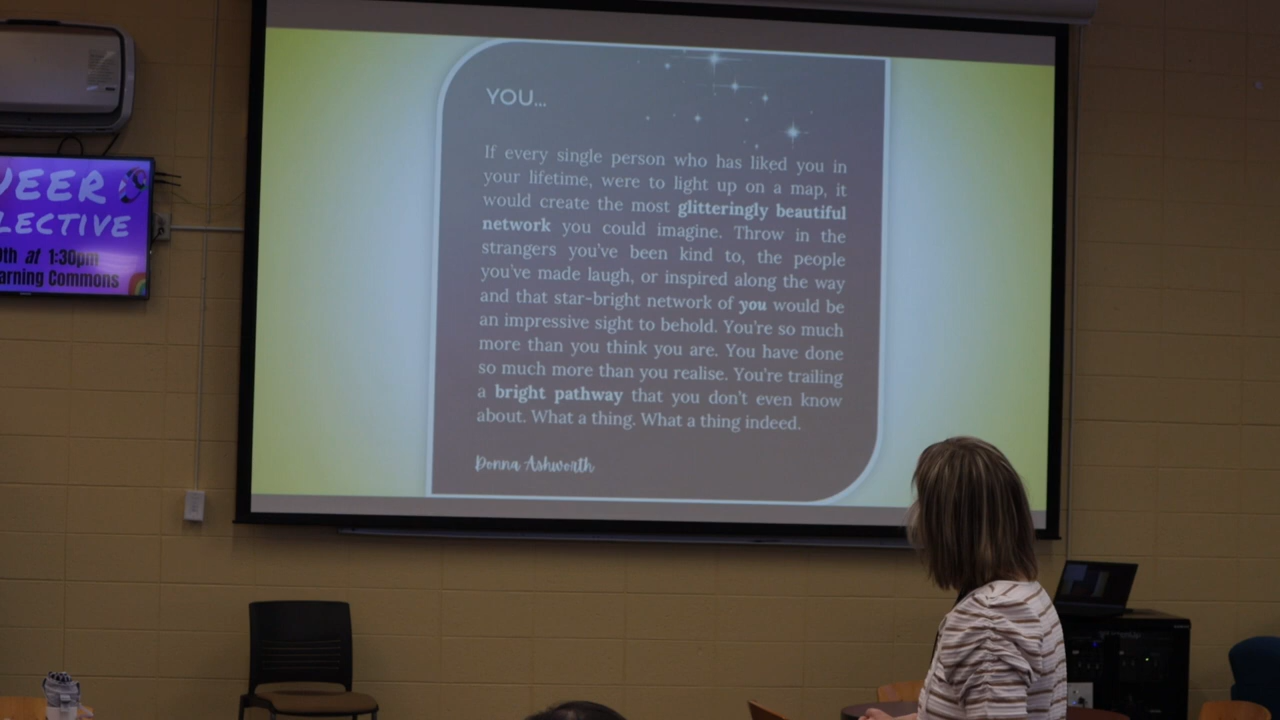 YOU...
If every single person who has liked you in
your lifetime, were to light up on a map, it
would create the most glitteringly beautiful
network you could imagine. Throw in the
strangers you've been kind to, the people
you've made laugh, or inspired along the way
and that star-bright network of you would be
an impressive sight to behold. You're so much
more than you think you are. You have done
so much more than you realise. You're trailing
a bright pathway that you don't even know
about. What a thing. What a thing indeed.
Donna Ashworth
UEER
LECTIVE
0th at 1:30pm
arning Commons